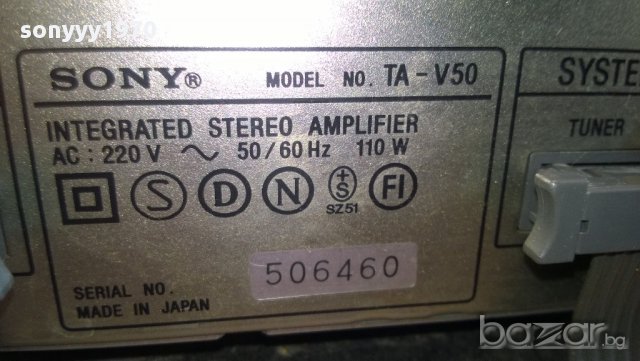 sonyyy1970
SONY® MODEL NO. TA-V50
INTEGRATED STEREO AMPLIFIER
AC: 220 V ~ 50/60 Hz 110 W
S D N +S SZ51 FI
SERIAL NO. 506460
MADE IN JAPAN
SYSTE
TUNER
bazar.bg